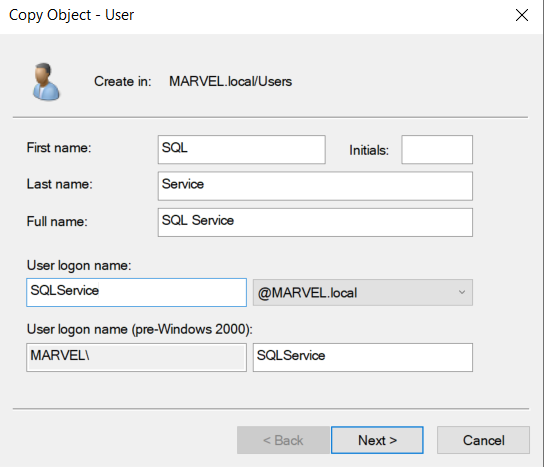 Copy Object - User
Create in: MARVEL.local/Users
First name: SQL Initials:
Last name: Service
Full name: SQL Service
User logon name:
SQLService @MARVEL.local
User logon name (pre-Windows 2000):
MARVEL\ SQLService
< Back Next > Cancel